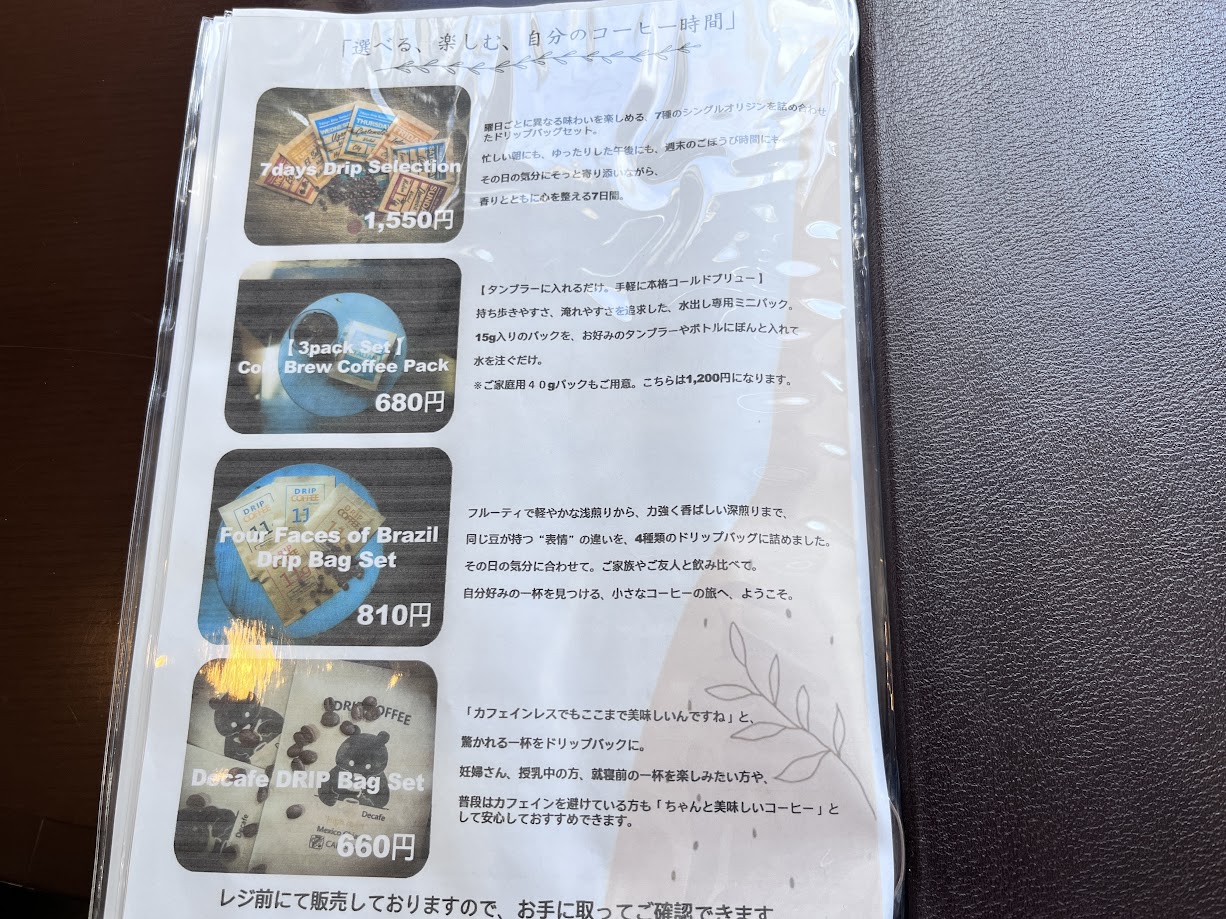 「選べる、楽しむ、自分のコーヒー時間」
WEDNESDAY
THURSDAY
7days Drip Selection
1,550円
曜日ごとに異なる味わいを楽しめる、7種のシングルオリジンを詰め合わせ
たドリップバッグセット。
忙しい朝にも、ゆったりした午後にも、週末のごほうび時間にも。
その日の気分にそっと寄り添いながら、
香りとともに心を整える7日間。
【3pack Set】
Cold Brew Coffee Pack
680円
【タンブラーに入れるだけ。手軽に本格コールドブリュー】
持ち歩きやすさ、淹れやすさを追求した、水出し専用ミニパック。
15g入りのパックを、お好みのタンブラーやボトルにぽんと入れて
水を注ぐだけ。
※ご家庭用４０gパックもご用意。こちらは1,200円になります。
DRIP
COFFEE
11
DRIP
COFFEE
11
Four Faces of Brazil
Drip Bag Set
810円
フルーティで軽やかな浅煎りから、力強く香ばしい深煎りまで、
同じ豆が持つ“表情”の違いを、4種類のドリップバッグに詰めました。
その日の気分に合わせて。ご家族やご友人と飲み比べで。
自分好みの一杯を見つける、小さなコーヒーの旅へ、ようこそ。
DRIP COFFEE
Decafe DRIP Bag Set
Decafe
Decafe
Mexico
660円
「カフェインレスでもここまで美味しいんですね」と、
驚かれる一杯をドリップバックに。
妊婦さん、授乳中の方、就寝前の一杯を楽しみたい方や、
普段はカフェインを避けている方も「ちゃんと美味しいコーヒー」と
して安心しておすすめできます。
レジ前にて販売しておりますので、お手に取ってご確認できます